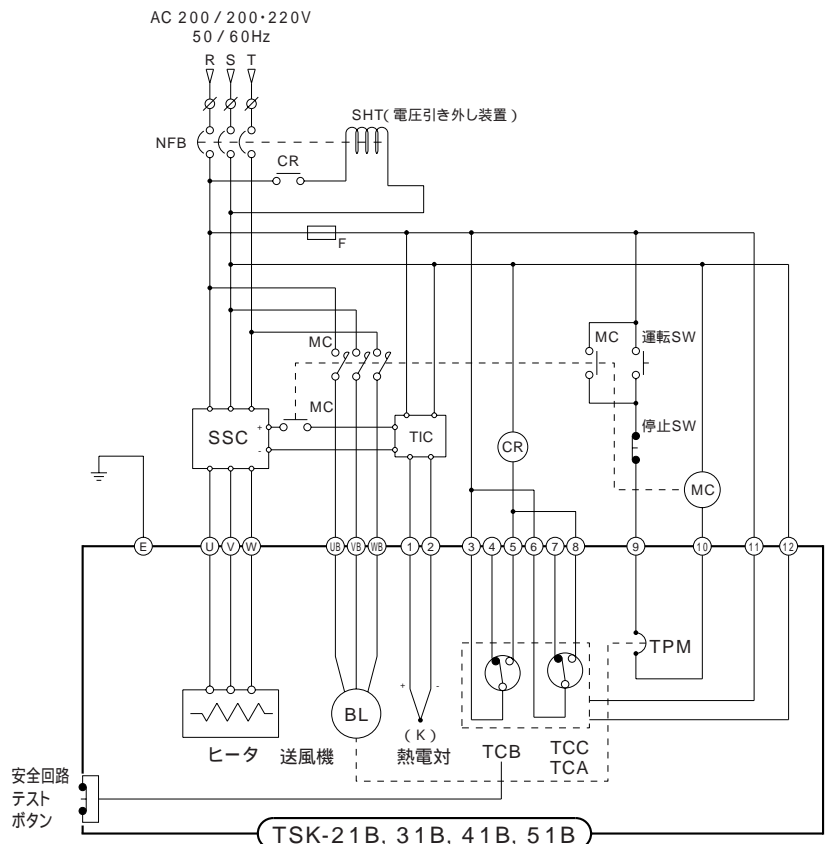 AC 200 / 200・220V
50 / 60Hz
R S T
SHT(電圧引き外し装置)
NFB
CR
F
MC
MC
運転SW
MC
停止SW
SSC
+
-
TIC
CR
MC
E
U
V
W
UB
VB
WB
1
2
3
4
5
6
7
8
9
10
11
12
TPM
+
-
BL
(K)
ヒータ
送風機
熱電対
TCB
TCC
TCA
安全回路
テスト
ボタン
TSK-21B, 31B, 41B, 51B